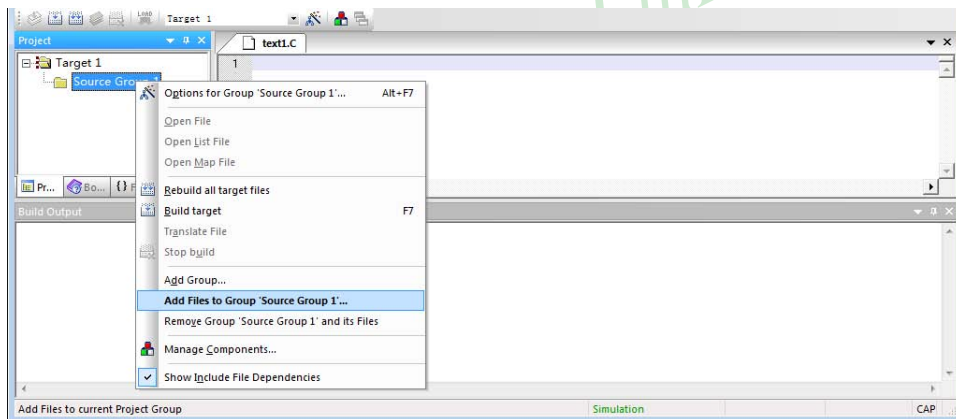 LOAD
Target 1
Project
text1.C
Target 1
1
Source Group 1
Options for Group 'Source Group 1'... Alt+F7
Open File
Open List File
Open Map File
Pr...
Bo...
{} F
Rebuild all target files
Build target F7
Translate File
Stop build
Build Output
Add Group...
Add Files to Group 'Source Group 1'...
Remove Group 'Source Group 1' and its Files
Manage Components...
Show Include File Dependencies
Add Files to current Project Group
Simulation
CAP